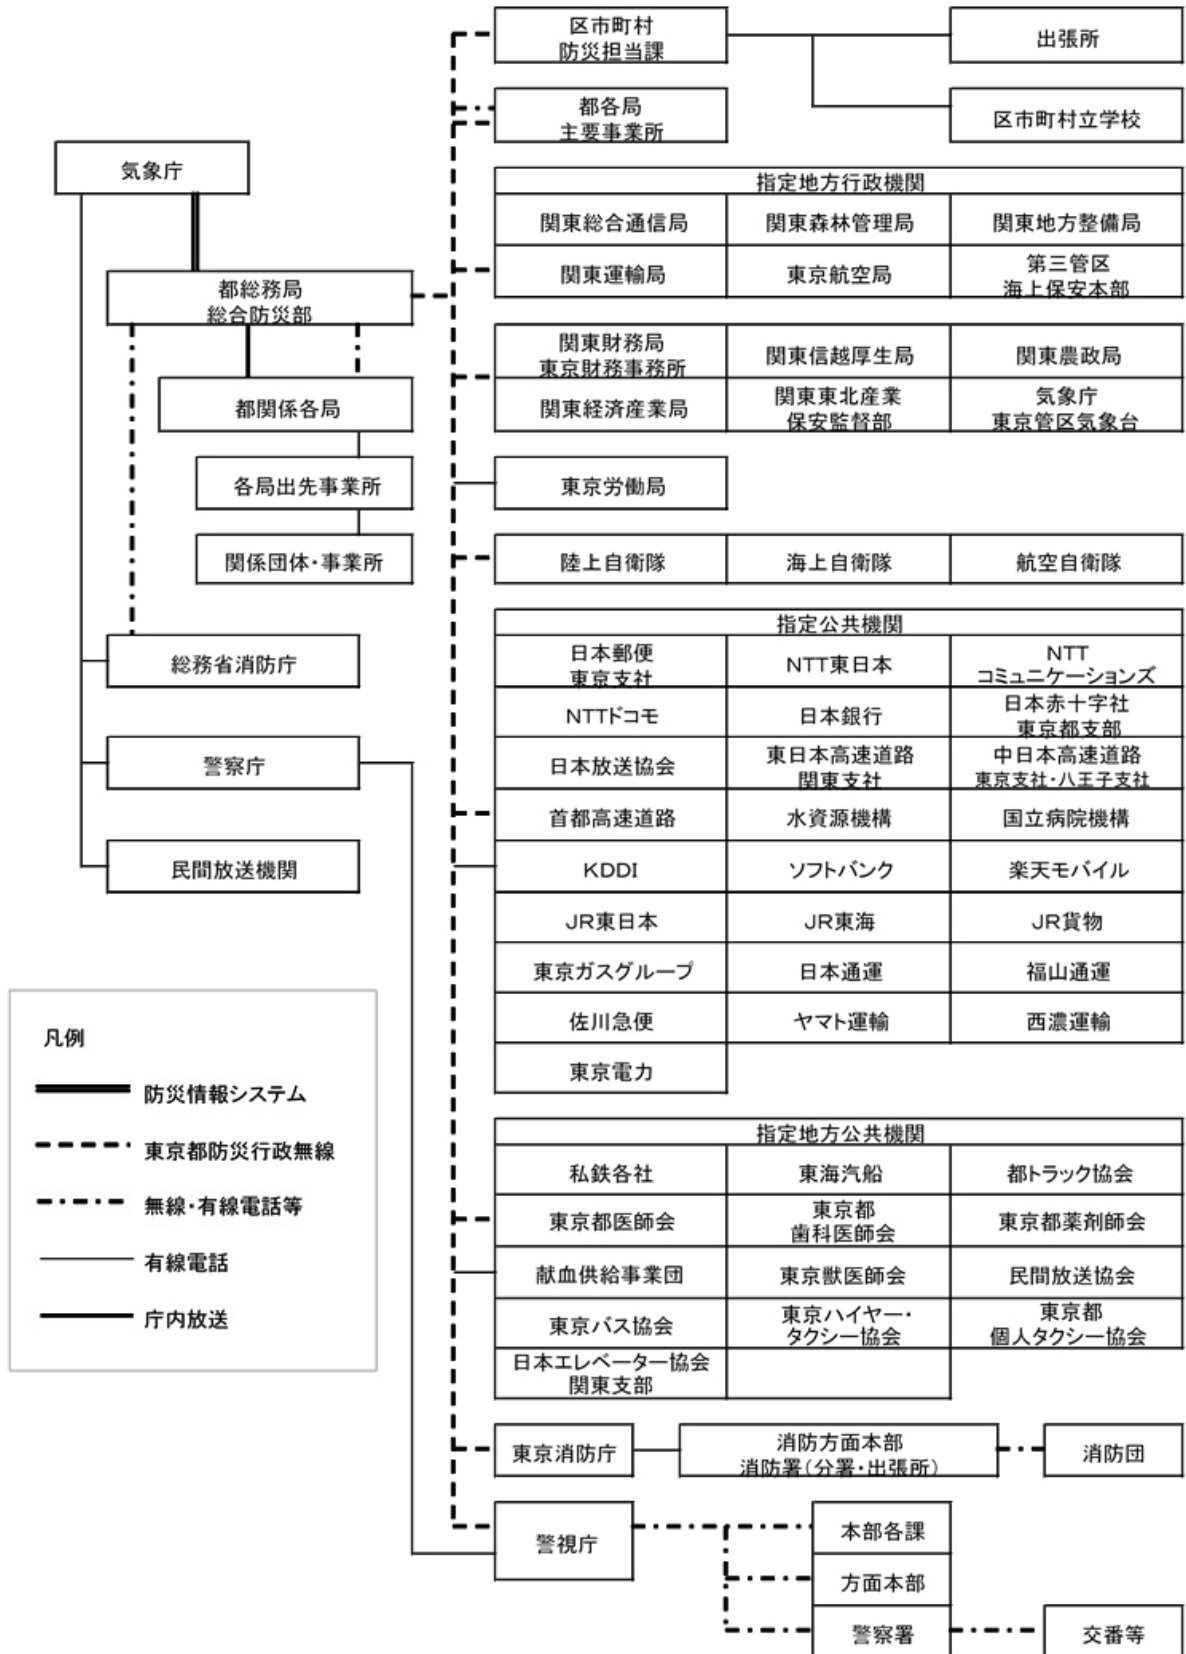 区市町村
防災担当課
出張所
都各局
主要事業所
区市町村立学校
気象庁
都総務局
総合防災部
都関係各局
各局出先事業所
関係団体・事業所
総務省消防庁
警察庁
民間放送機関
指定地方行政機関
関東総合通信局
関東森林管理局
関東地方整備局
関東運輸局
東京航空局
第三管区
海上保安本部
関東財務局
東京財務事務所
関東信越厚生局
関東農政局
関東経済産業局
関東東北産業
保安監督部
気象庁
東京管区気象台
東京労働局
陸上自衛隊
海上自衛隊
航空自衛隊
指定公共機関
日本郵便
東京支社
NTT東日本
NTT
コミュニケーションズ
NTTドコモ
日本銀行
日本赤十字社
東京都支部
日本放送協会
東日本高速道路
関東支社
中日本高速道路
東京支社・八王子支社
首都高速道路
水資源機構
国立病院機構
KDDI
ソフトバンク
楽天モバイル
JR東日本
JR東海
JR貨物
東京ガスグループ
日本通運
福山通運
佐川急便
ヤマト運輸
西濃運輸
東京電力
指定地方公共機関
私鉄各社
東海汽船
都トラック協会
東京都医師会
東京都
歯科医師会
東京都薬剤師会
献血供給事業団
東京獣医師会
民間放送協会
東京バス協会
東京ハイヤー・
タクシー協会
東京都
個人タクシー協会
日本エレベーター協会
関東支部
東京消防庁
消防方面本部
消防署(分署・出張所)
消防団
警視庁
本部各課
方面本部
警察署
交番等
凡例
防災情報システム
東京都防災行政無線
無線・有線電話等
有線電話
庁内放送